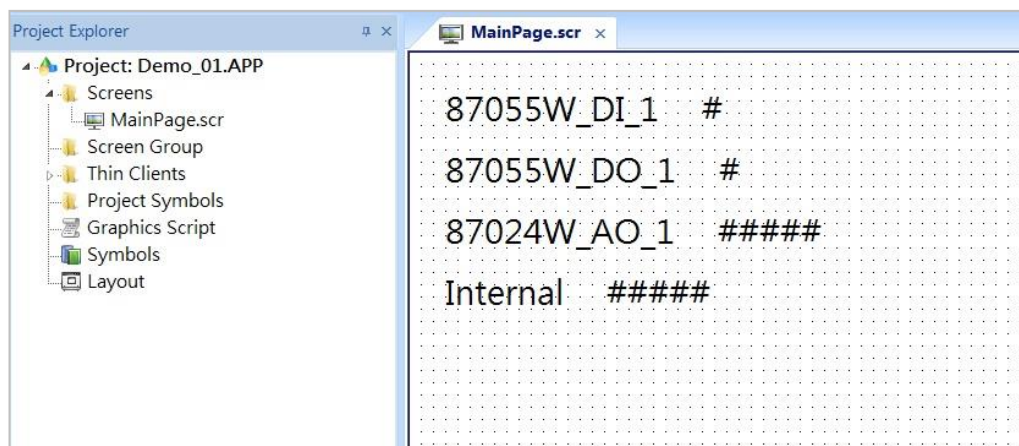 Project Explorer
Project: Demo_01.APP
Screens
MainPage.scr
Screen Group
Thin Clients
Project Symbols
Graphics Script
Symbols
Layout
MainPage.scr
87055W_DI_1 #
87055W_DO_1 #
87024W_AO_1 #####
Internal #####